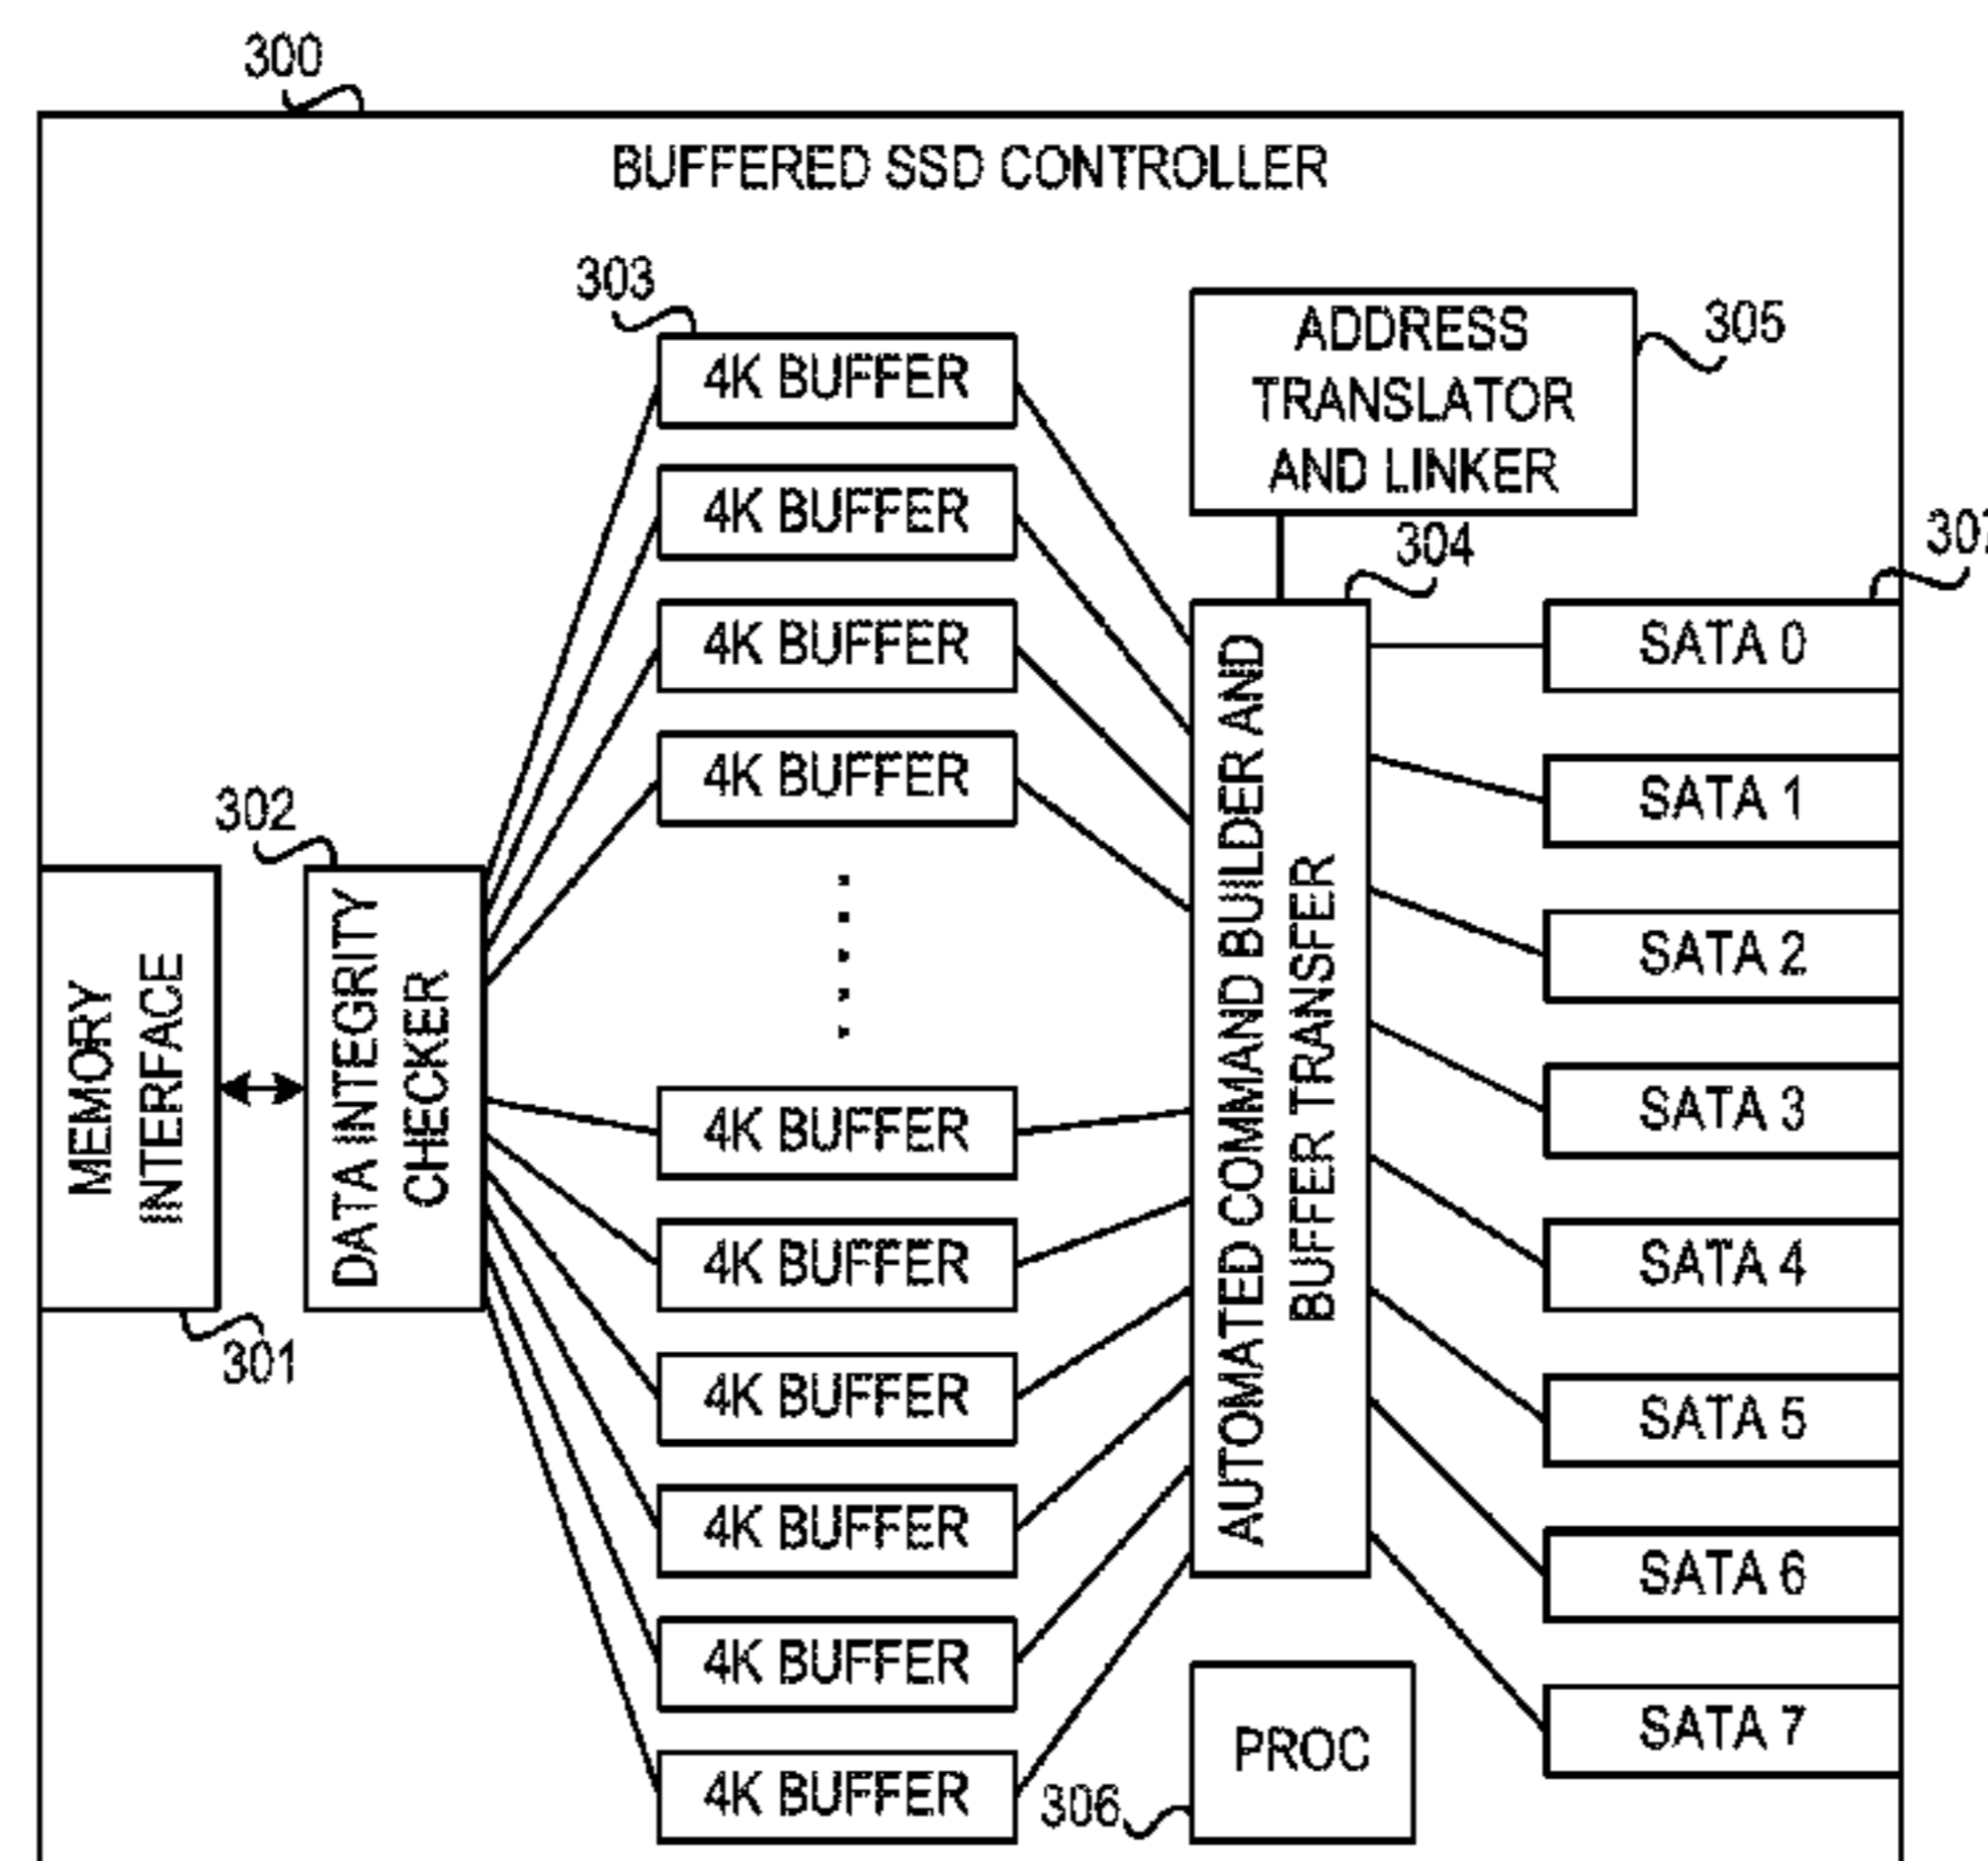 300
BUFFERED SSD CONTROLLER
303
4K BUFFER
4K BUFFER
4K BUFFER
4K BUFFER
4K BUFFER
4K BUFFER
4K BUFFER
4K BUFFER
4K BUFFER
4K BUFFER
ADDRESS
TRANSLATOR
AND LINKER
305
304
AUTOMATED COMMAND BUILDER AND
BUFFER TRANSFER
302
DATA INTEGRITY
CHECKER
MEMORY
INTERFACE
301
SATA 0
SATA 1
SATA 2
SATA 3
SATA 4
SATA 5
SATA 6
SATA 7
PROC
306